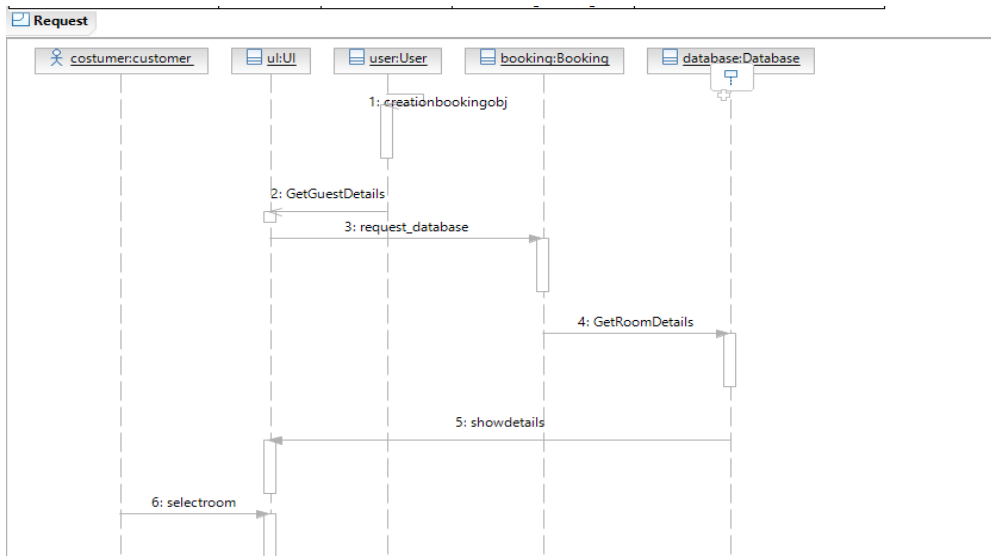 Request
costumer:customer
ul:UI
user:User
booking:Booking
database:Database
1: creationbookingobj
2: GetGuestDetails
3: request_database
4: GetRoomDetails
5: showdetails
6: selectroom